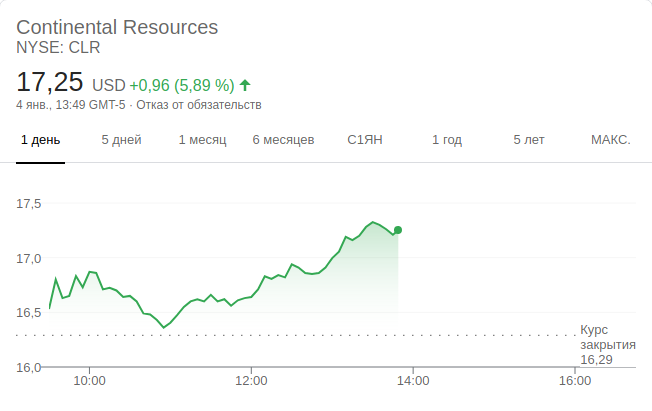 Continental Resources
NYSE: CLR
17,25 USD +0,96 (5,89 %)
4 янв., 13:49 GMT-5 · Отказ от обязательств
1 день 5 дней 1 месяц 6 месяцев С1ЯН 1 год 5 лет МАКС.
17,5
17,0
16,5
Курс
закрытия
16,29
16,0
10:00 12:00 14:00 16:00